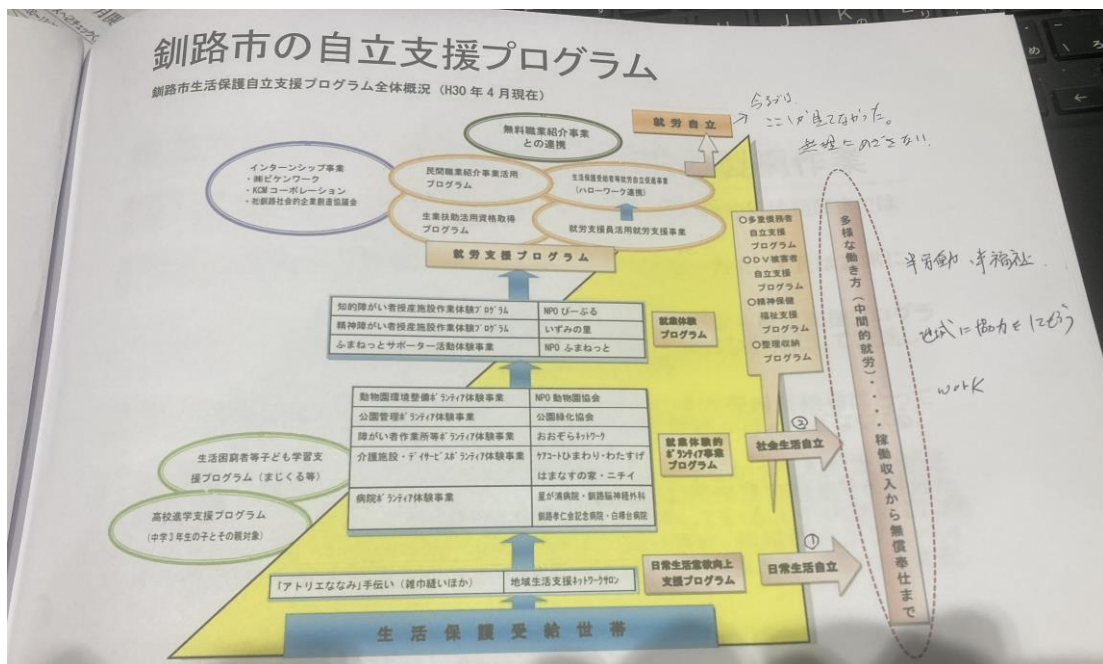 釧路市の自立支援プログラム
釧路市生活保護自立支援プログラム全体概況（H30年4月現在）
就労自立
無料職業紹介事業
との連携
インターンシップ事業
・㈱ビケンワーク
・KCMコーポレーション
・社釧路社会的企業創造協議会
民間職業紹介事業活用
プログラム
生活保護受給者等就労自立促進事業
（ハローワーク連携）
生業扶助活用資格取得
プログラム
就労支援員活用就労支援事業
就労支援プログラム
知的障がい者授産施設作業体験プログラム
NPO ぴーぷる
精神障がい者授産施設作業体験プログラム
いずみの里
ふまねっとサポーター活動体験事業
NPO ふまねっと
就業体験
プログラム
動物園環境整備ボランティア体験事業
NPO 動物園協会
公園管理ボランティア体験事業
公園緑化協会
障がい者作業所等ボランティア体験事業
おおぞらネットワーク
介護施設・デイサービスボランティア体験事業
ケアコートひまわり・わたすげ
はまなすの家・ニチイ
病院ボランティア体験事業
星が浦病院・釧路脳神経外科
釧路孝仁会記念病院・白樺台病院
就業体験的
ボランティア事業
プログラム
生活困窮者等子ども学習支
援プログラム（まじくる等）
高校進学支援プログラム
（中学3年生の子とその親対象）
「アトリエななみ」手伝い（雑巾縫いほか）
地域生活支援ネットワークサロン
日常生活意欲向上
支援プログラム
生活保護受給世帯
○多重債務者
自立支援
プログラム
○DV被害者
自立支援
プログラム
○精神保健
福祉支援
プログラム
○整理収納
プログラム
②
社会生活自立
①
日常生活自立
多様な働き方（中間的就労）・・・・稼働収入から無償奉仕まで
今までは
ここしか見てなかった。
無理にめざさない。
半労働 半福祉
地域に協力をしてもらう
work